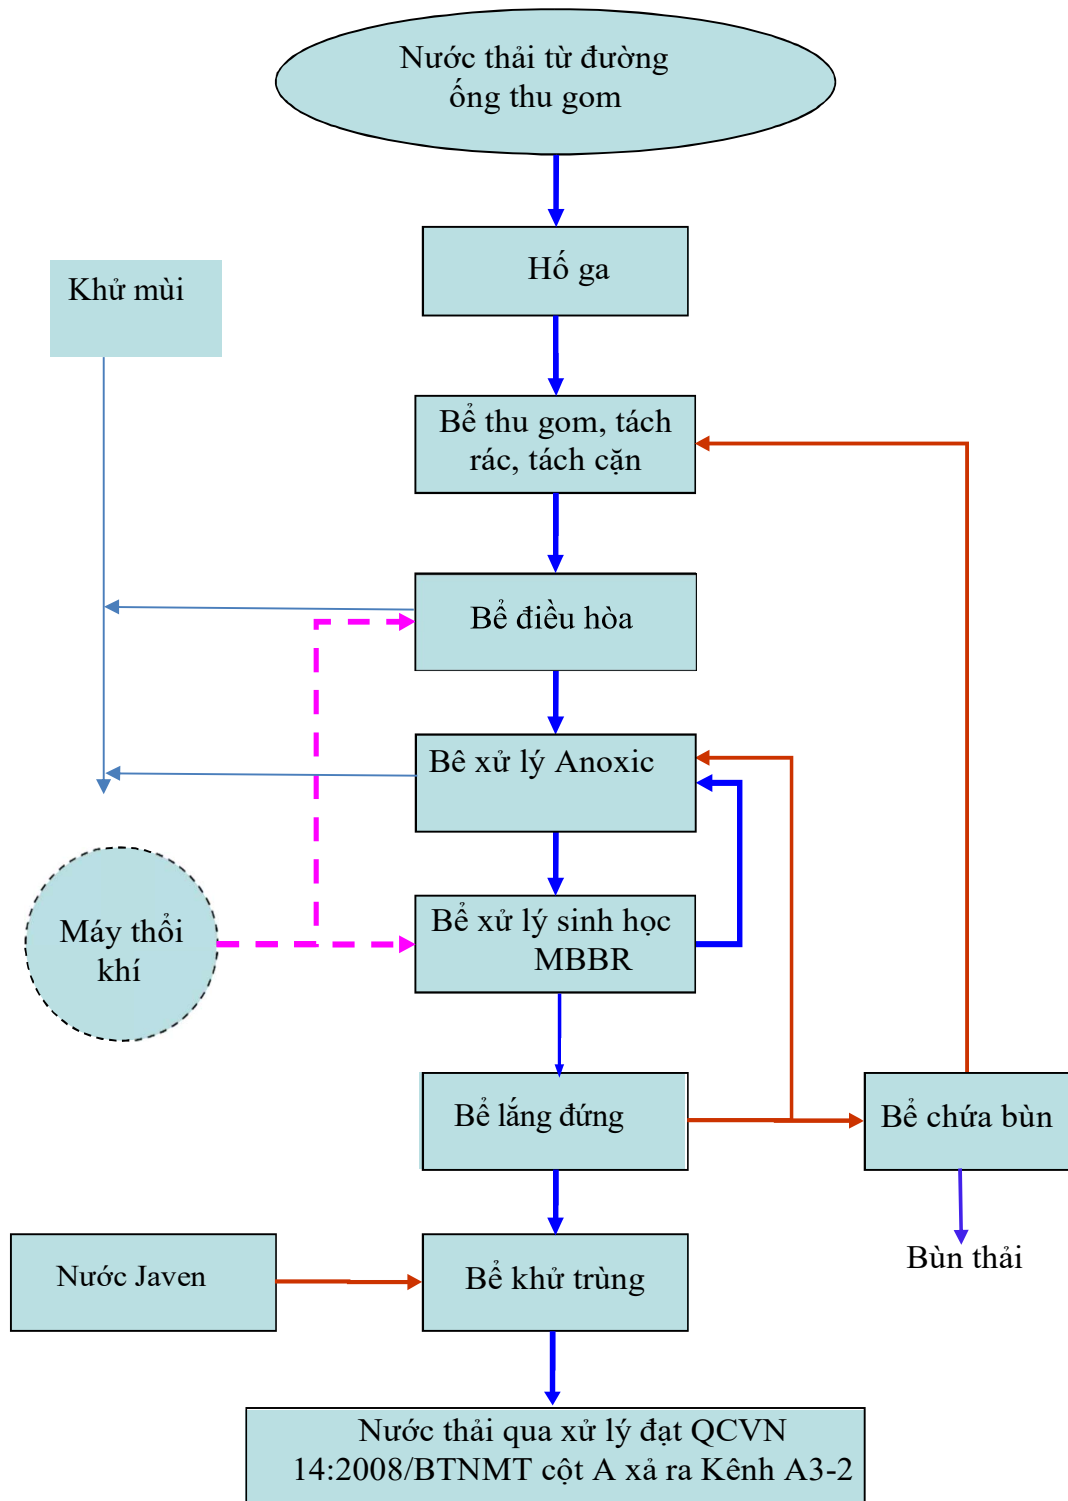 Nước thải từ đường
ống thu gom
Hố ga
Khử mùi
Bể thu gom, tách
rác, tách cặn
Bể điều hòa
Bê xử lý Anoxic
Máy thổi
khí
Bể xử lý sinh học
MBBR
Bể lắng đứng
Bể chứa bùn
Bùn thải
Nước Javen
Bể khử trùng
Nước thải qua xử lý đạt QCVN
14:2008/BTNMT cột A xả ra Kênh A3-2